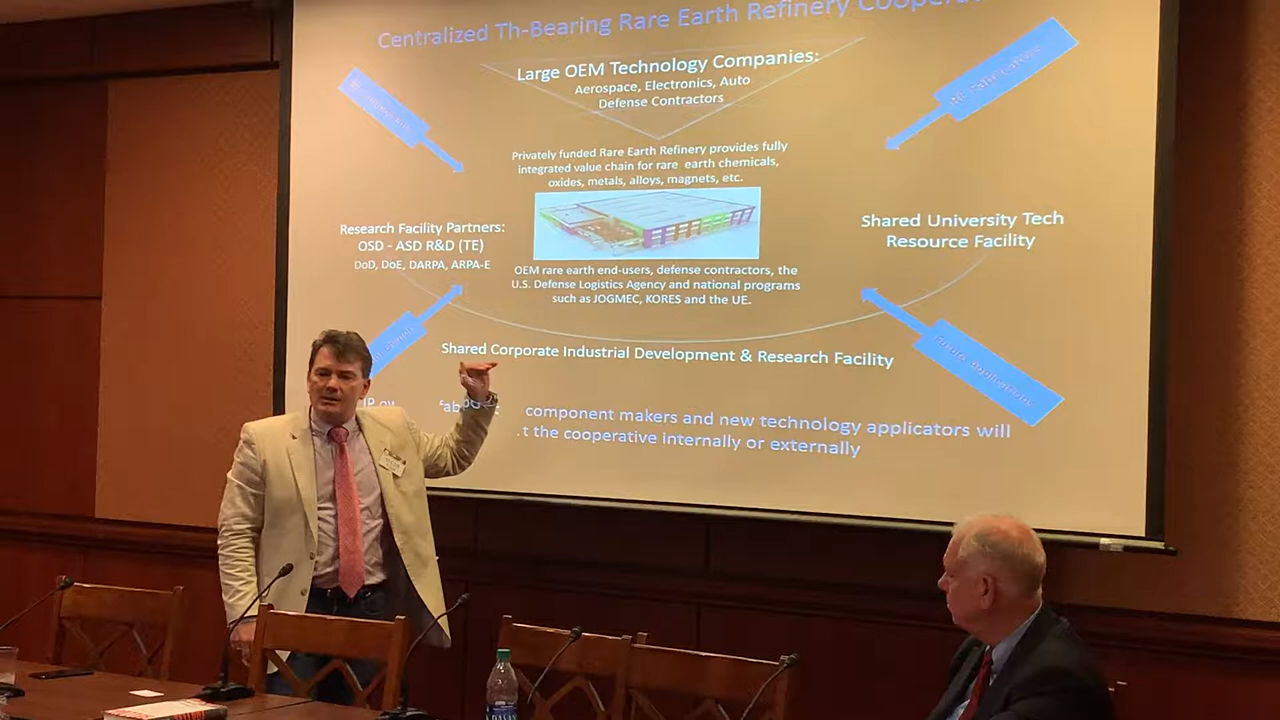 Centralized Th-Bearing Rare Earth Refinery
Large OEM Technology Companies:
Aerospace, Electronics, Auto
Defense Contractors
Privately funded Rare Earth Refinery provides fully
integrated value chain for rare earth chemicals,
oxides, metals, alloys, magnets, etc.
Research Facility Partners:
OSD - ASD R&D (TE)
DoD, DoE, DARPA, ARPA-E
Shared University Tech
Resource Facility
OEM rare earth end-users, defense contractors, the
U.S. Defense Logistics Agency and national programs
such as JOGMEC, KORES and the UE.
Shared Corporate Industrial Development & Research Facility
component makers and new technology applicators will
the cooperative internally or externally